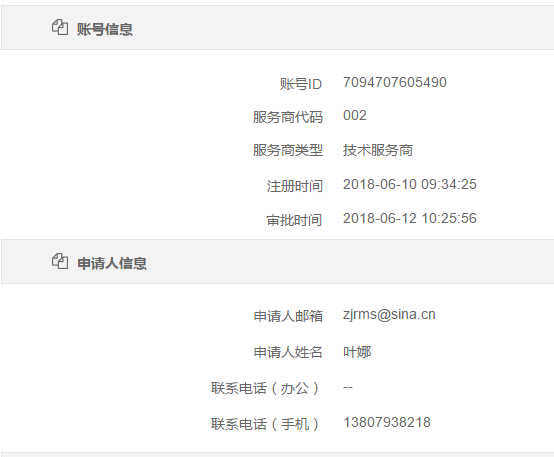 账号信息
账号ID 7094707605490
服务商代码 002
服务商类型 技术服务商
注册时间 2018-06-10 09:34:25
审批时间 2018-06-12 10:25:56
申请人信息
申请人邮箱 zjrms@sina.cn
申请人姓名 叶娜
联系电话（办公） --
联系电话（手机） 13807938218